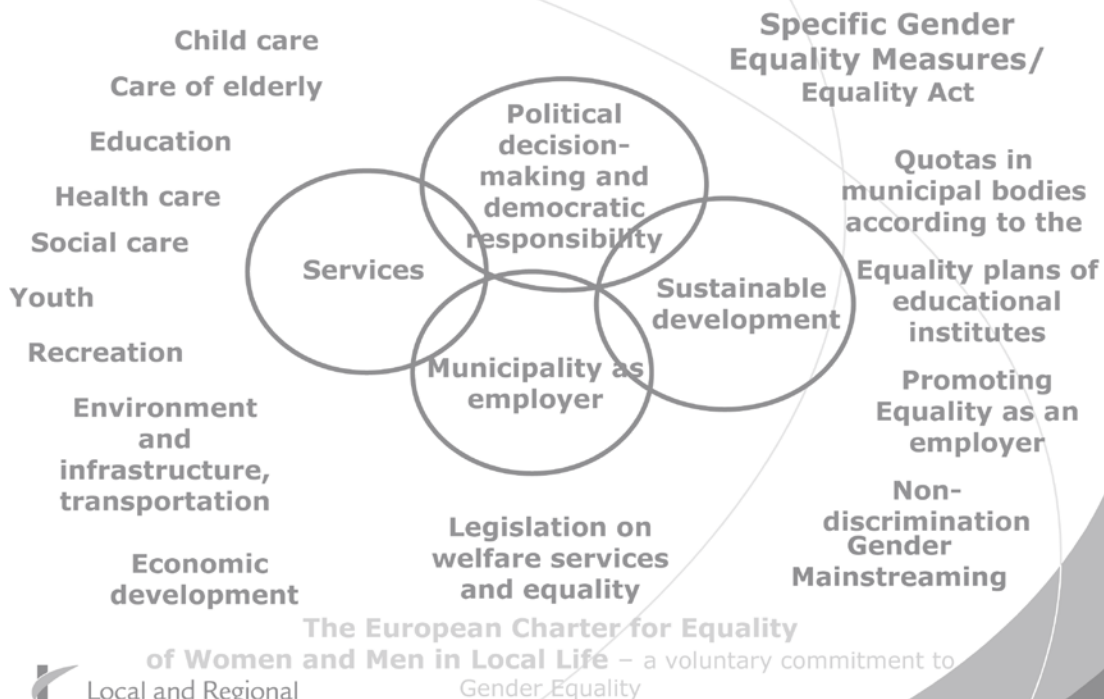 Child care
Care of elderly
Education
Health care
Social care
Youth
Recreation
Environment
and
infrastructure,
transportation
Economic
development
Services
Political
decision-
making and
democratic
responsibility
Municipality as
employer
Sustainable
development
Legislation on
welfare services
and equality
Specific Gender
Equality Measures/
Equality Act
Quotas in
municipal bodies
according to the
Equality plans of
educational
institutes
Promoting
Equality as an
employer
Non-
discrimination
Gender
Mainstreaming
The European Charter for Equality
of Women and Men in Local Life – a voluntary commitment to
Gender Equality
Local and Regional